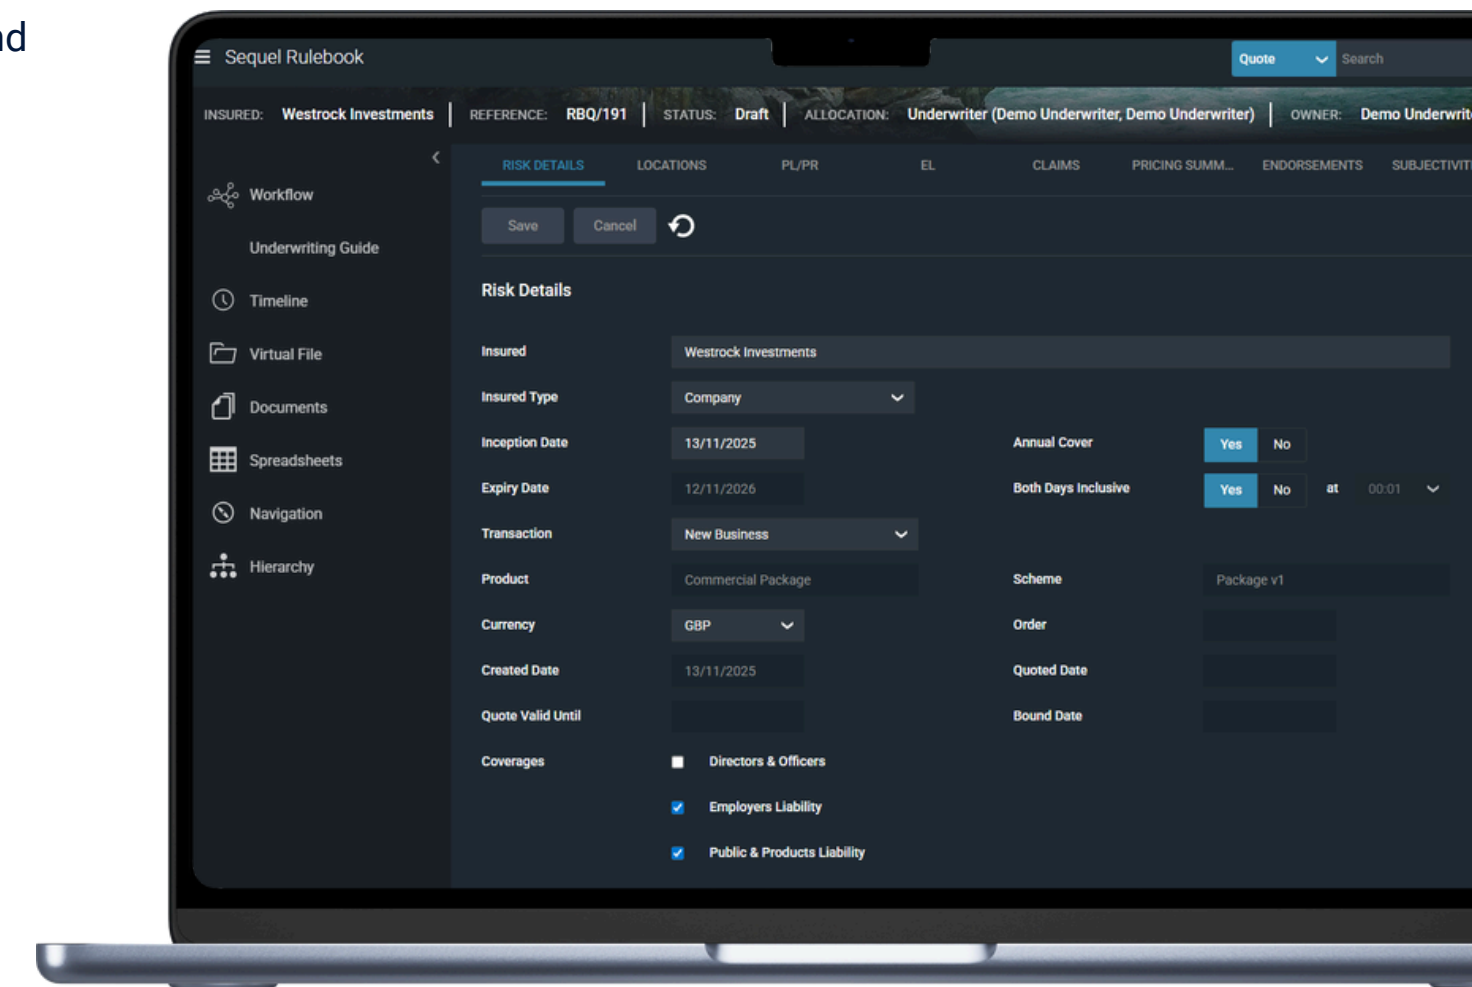 nd
Sequel Rulebook
Quote
Search
INSURED: Westrock Investments
REFERENCE: RBQ/191
STATUS: Draft
ALLOCATION: Underwriter (Demo Underwriter, Demo Underwriter)
OWNER: Demo Underwrite
RISK DETAILS LOCATIONS PL/PR EL CLAIMS PRICING SUMM... ENDORSEMENTS SUBJECTIVITI
Workflow
Underwriting Guide
Timeline
Virtual File
Documents
Spreadsheets
Navigation
Hierarchy
Save Cancel
Risk Details
Insured Westrock Investments
Insured Type Company
Inception Date 13/11/2025 Annual Cover Yes No
Expiry Date 12/11/2026 Both Days Inclusive Yes No at 00:01
Transaction New Business
Product Commercial Package Scheme Package v1
Currency GBP Order
Created Date 13/11/2025 Quoted Date
Quote Valid Until Bound Date
Coverages Directors & Officers
Employers Liability
Public & Products Liability